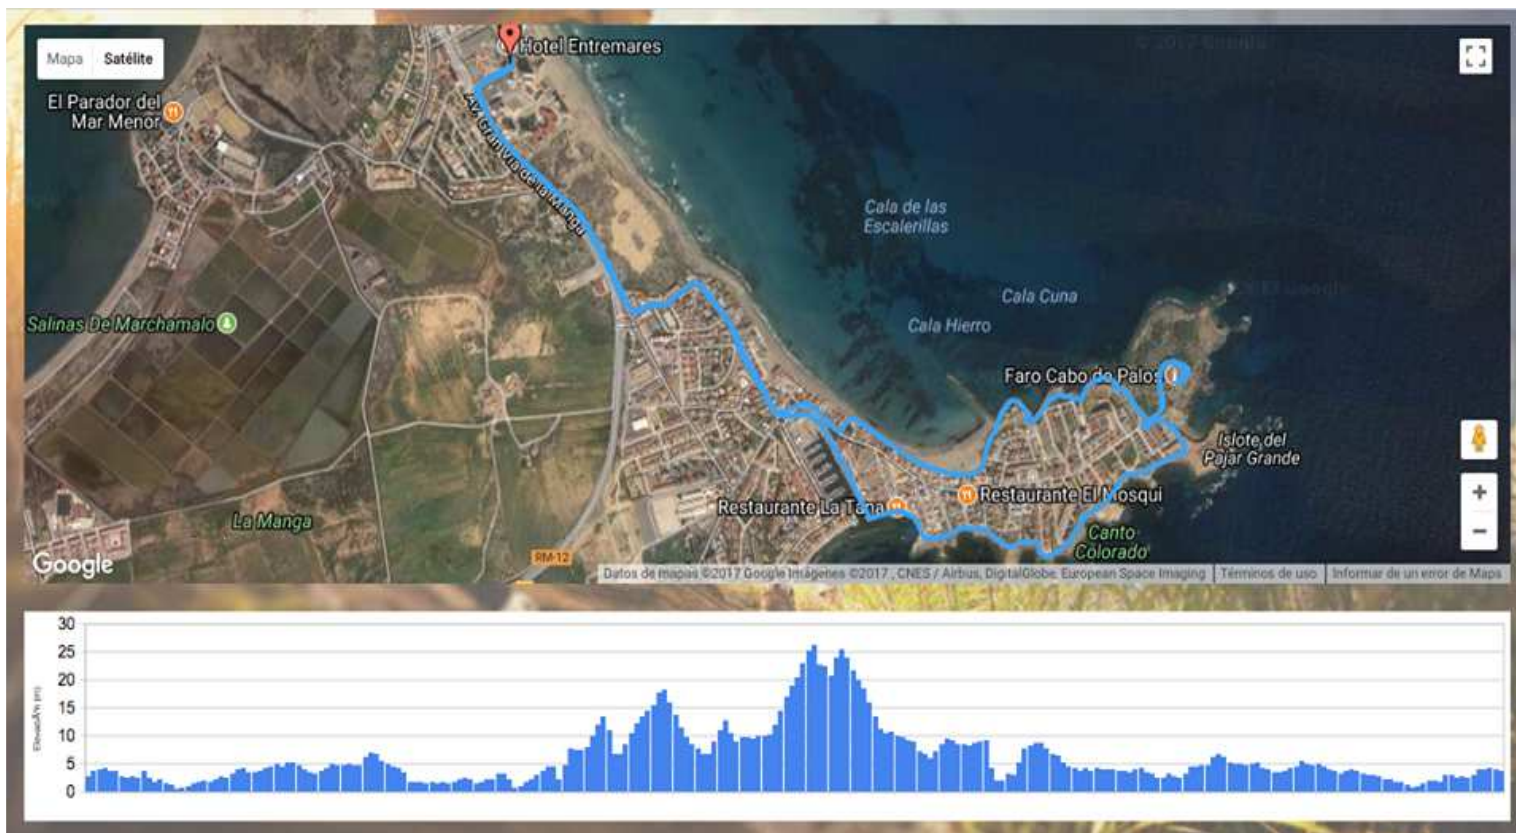 Mapa Satélite
Hotel Entremares
El Parador del
Mar Menor
Av. Gran Vía de la Manga
Cala de las
Escalerillas
Cala Cuna
Cala Hierro
Salinas De Marchamalo
Faro Cabo de Palos
Islote del
Pajar Grande
Restaurante El Mosqui
Restaurante La Tana
La Manga
Canto
Colorado
RM-12
Google
Datos de mapas ©2017 Google Imágenes ©2017 , CNES / Airbus, DigitalGlobe, European Space Imaging Términos de uso Informar de un error de Maps
+
−
30
25
20
15
10
5
0